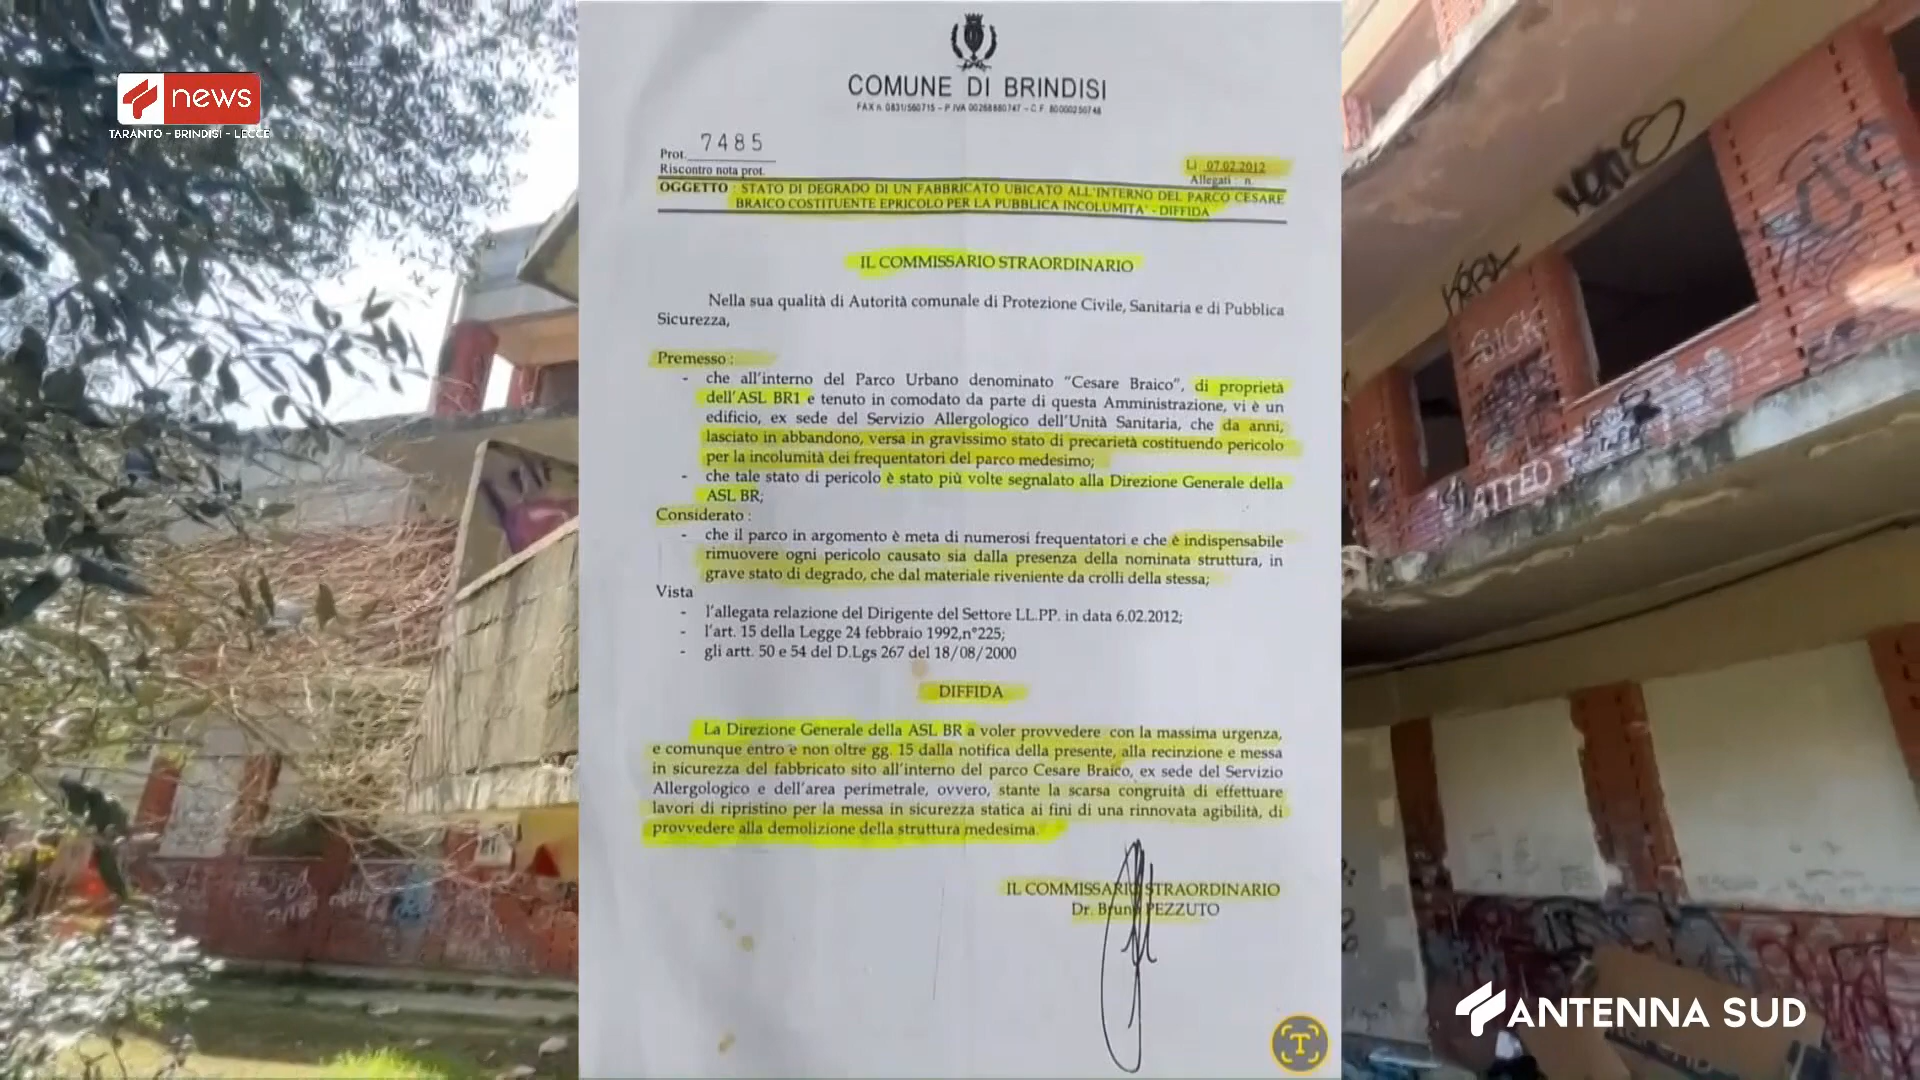 news
TARANTO - BRINDISI - LECCE
COMUNE DI BRINDISI
FAX n. 0831/560715 - P IVA 00268880747 - C F. 80000250748
Prot. 7485
Riscontro nota prot.
Li 07.02.2012
Allegati : n.
OGGETTO : STATO DI DEGRADO DI UN FABBRICATO UBICATO ALL'INTERNO DEL PARCO CESARE
BRAICO COSTITUENTE EPRICOLO PER LA PUBBLICA INCOLUMITA' - DIFFIDA
IL COMMISSARIO STRAORDINARIO
Nella sua qualità di Autorità comunale di Protezione Civile, Sanitaria e di Pubblica
Sicurezza,
Premesso :
- che all'interno del Parco Urbano denominato "Cesare Braico", di proprietà
dell'ASL BR1 e tenuto in comodato da parte di questa Amministrazione, vi è un
edificio, ex sede del Servizio Allergologico dell'Unità Sanitaria, che da anni,
lasciato in abbandono, versa in gravissimo stato di precarietà costituendo pericolo
per la incolumità dei frequentatori del parco medesimo;
- che tale stato di pericolo è stato più volte segnalato alla Direzione Generale della
ASL BR;
Considerato :
- che il parco in argomento è meta di numerosi frequentatori e che è indispensabile
rimuovere ogni pericolo causato sia dalla presenza della nominata struttura, in
grave stato di degrado, che dal materiale riveniente da crolli della stessa;
Vista
- l'allegata relazione del Dirigente del Settore LL.PP. in data 6.02.2012;
- l'art. 15 della Legge 24 febbraio 1992,n°225;
- gli artt. 50 e 54 del D.Lgs 267 del 18/08/2000
DIFFIDA
La Direzione Generale della ASL BR a voler provvedere con la massima urgenza,
e comunque entro e non oltre gg. 15 dalla notifica della presente, alla recinzione e messa
in sicurezza del fabbricato sito all'interno del parco Cesare Braico, ex sede del Servizio
Allergologico e dell'area perimetrale, ovvero, stante la scarsa congruità di effettuare
lavori di ripristino per la messa in sicurezza statica ai fini di una rinnovata agibilità, di
provvedere alla demolizione della struttura medesima.
IL COMMISSARIO STRAORDINARIO
Dr. Bruno PEZZUTO
SICK
MATTEO
ANTENNA SUD